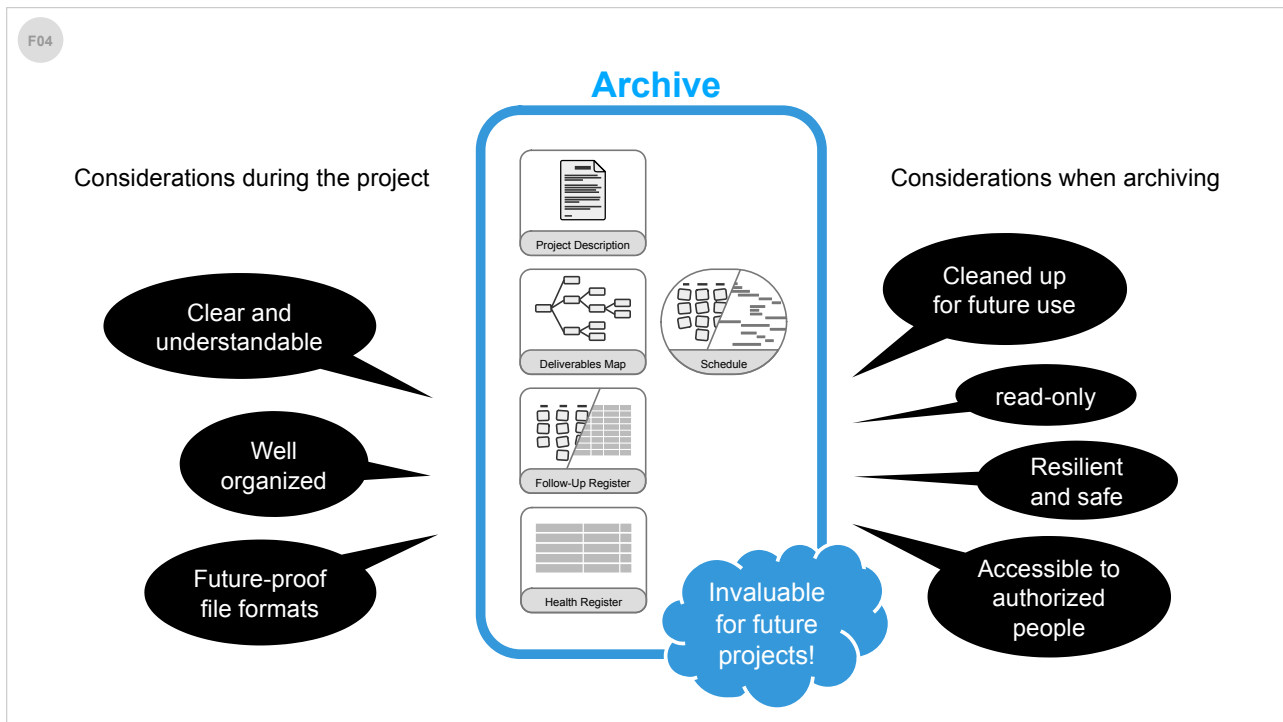 F04
Archive
Considerations during the project
Considerations when archiving
Clear and
understandable
Well
organized
Future-proof
file formats
Project Description
Deliverables Map
Schedule
Follow-Up Register
Health Register
Cleaned up
for future use
read-only
Resilient
and safe
Accessible to
authorized
people
Invaluable
for future
projects!